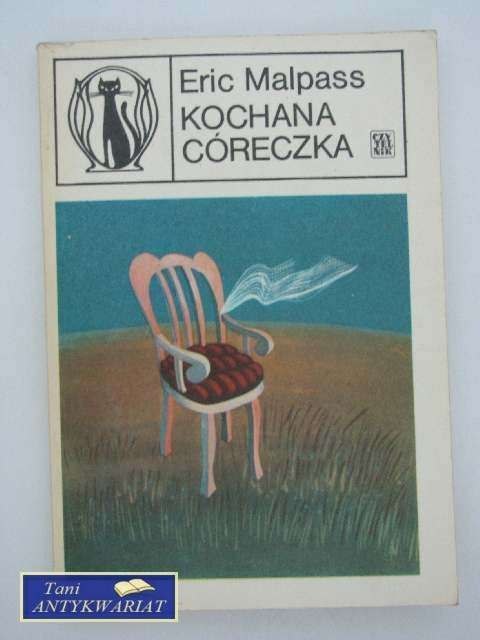 Eric Malpass
KOCHANA
CÓRECZKA
CZY
TEL
NIK
Tani
ANTYKWARIAT